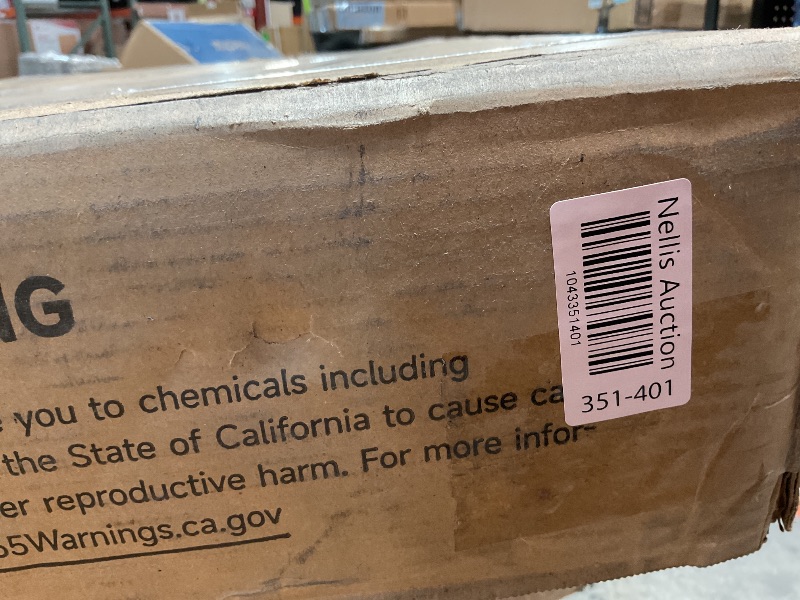 NG
you to chemicals including
the State of California to cause ca
er reproductive harm. For more infor-
65Warnings.ca.gov
Nellis Auction
1043351401
351-401